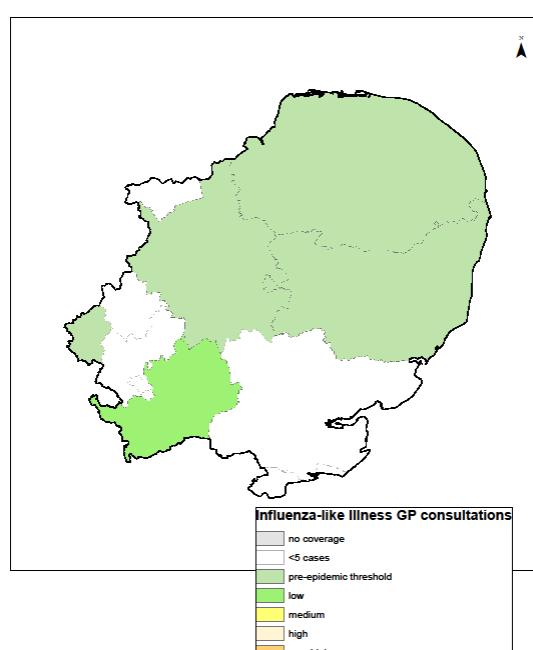 N
Influenza-like Illness GP consultations
no coverage
<5 cases
pre-epidemic threshold
low
medium
high